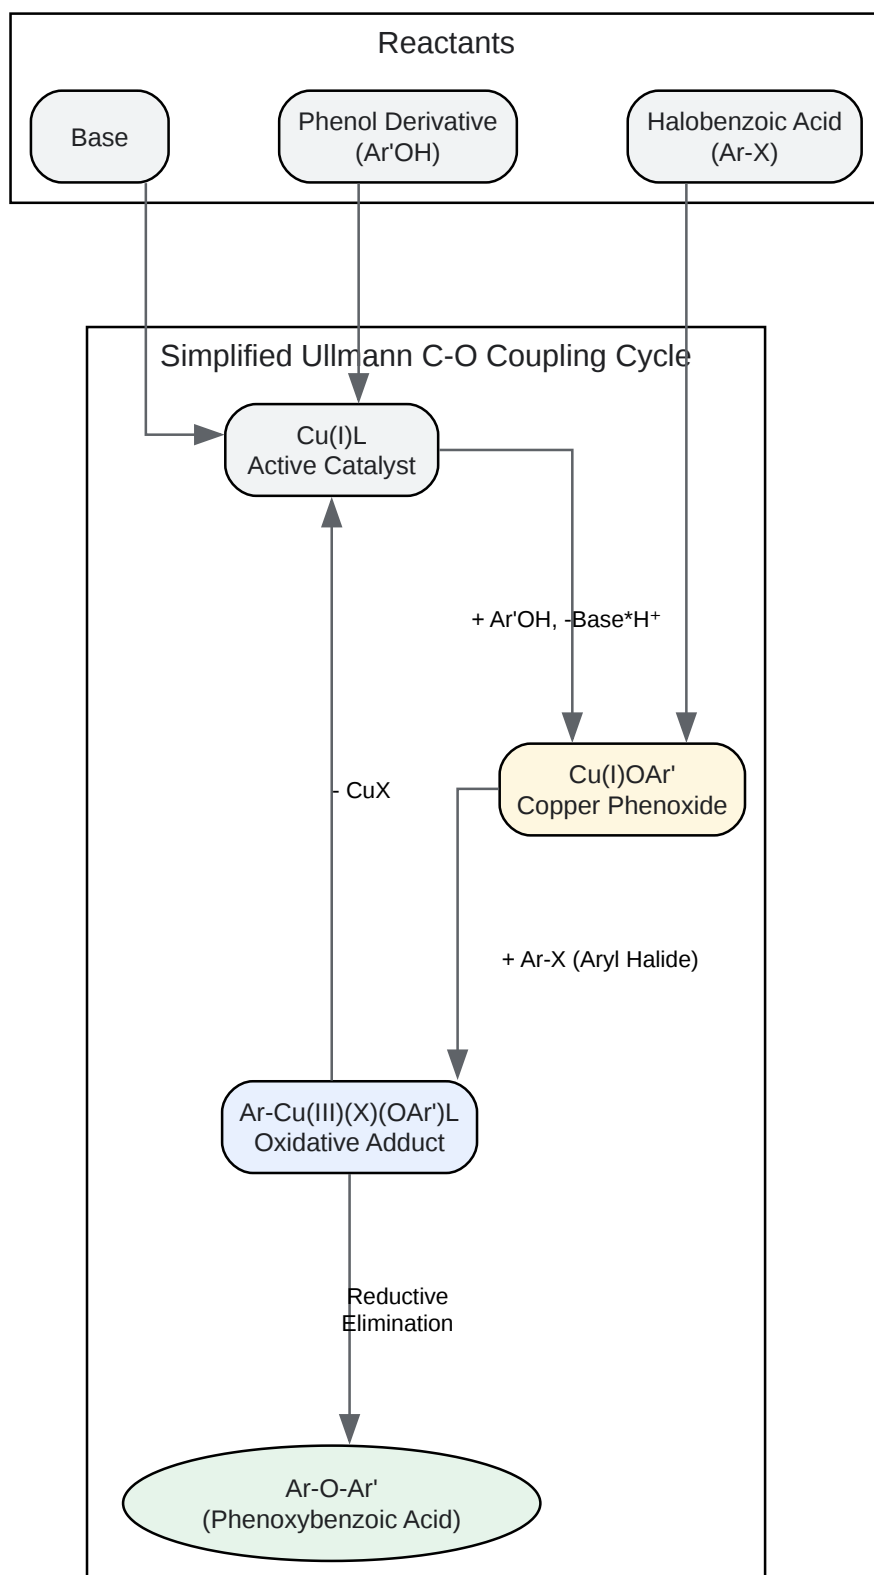 Reactants
Base
Phenol Derivative
(Ar'OH)
Halobenzoic Acid
(Ar-X)
Simplified Ullmann C-O Coupling Cycle
Cu(I)L
Active Catalyst
+ Ar'OH, -Base*H⁺
Cu(I)OAr'
Copper Phenoxide
- CuX
+ Ar-X (Aryl Halide)
Ar-Cu(III)(X)(OAr')L
Oxidative Adduct
Reductive
Elimination
Ar-O-Ar'
(Phenoxybenzoic Acid)